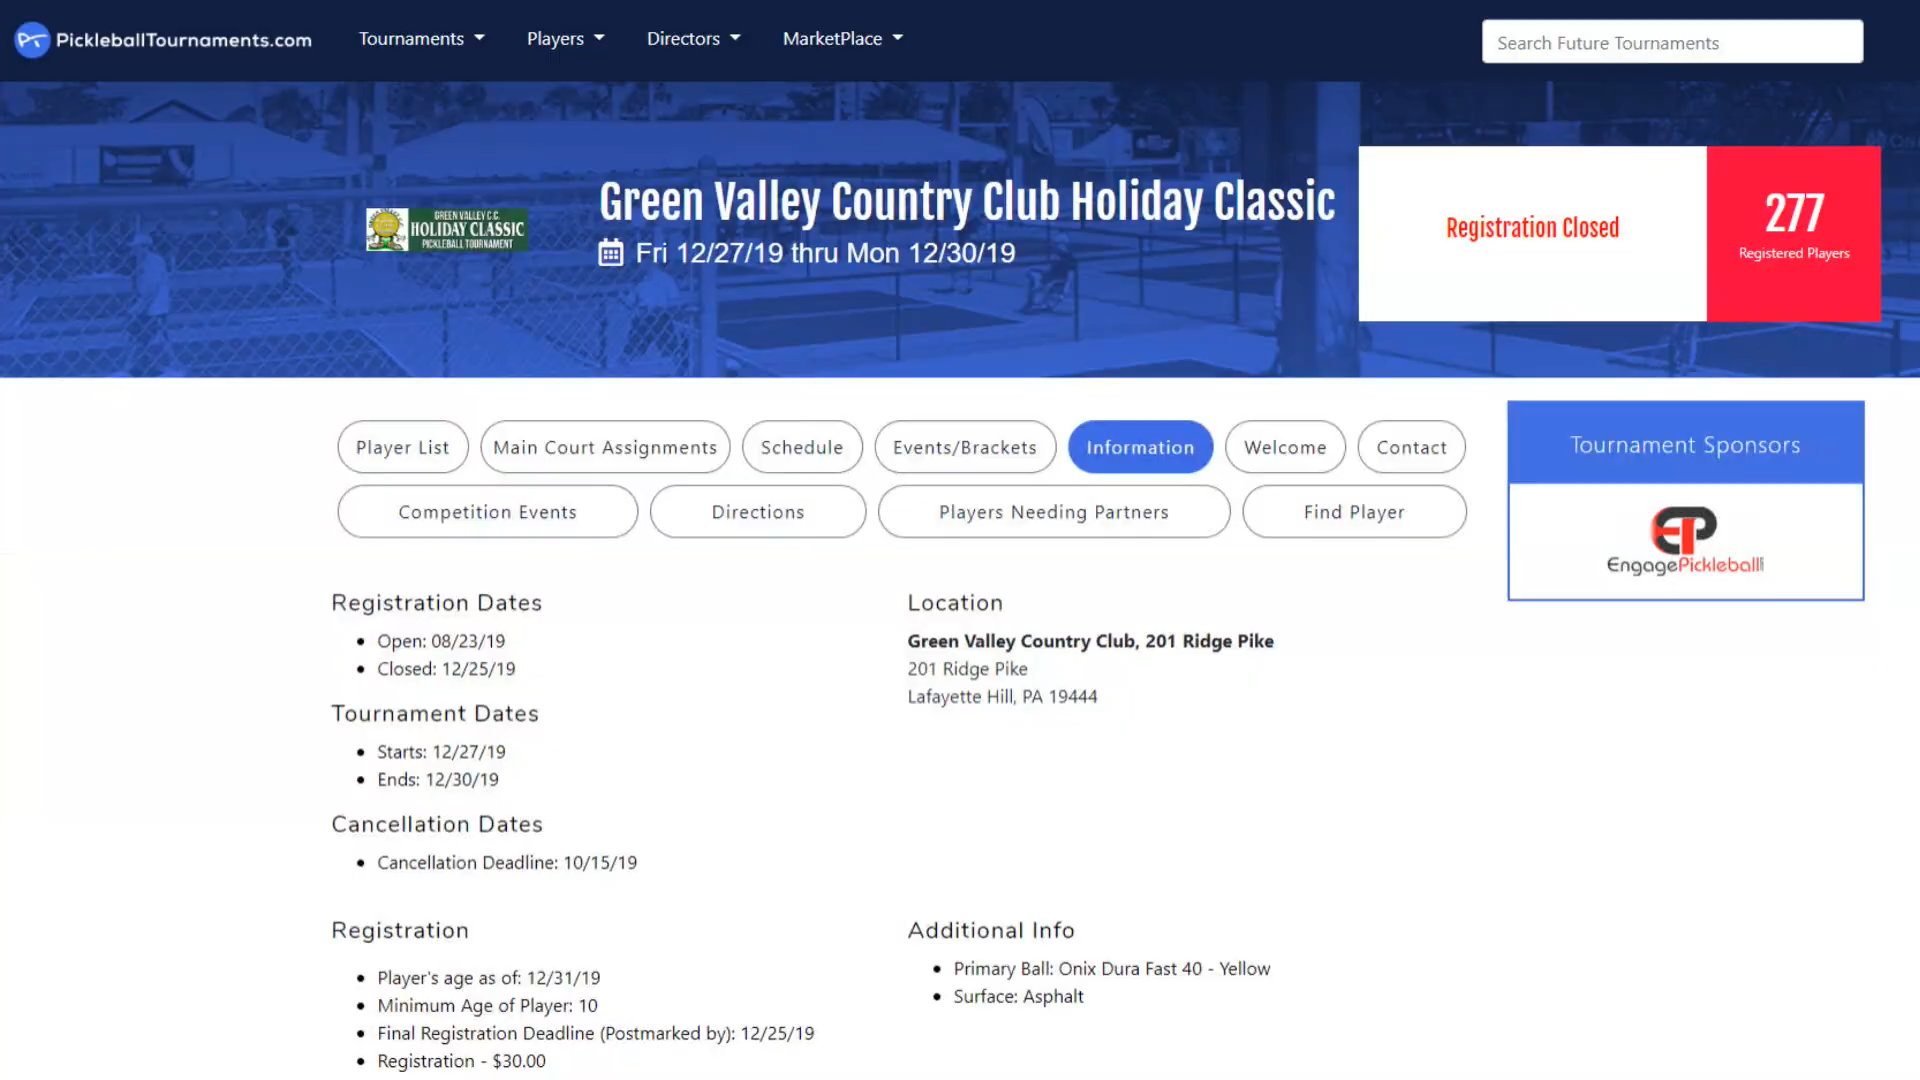 PickleballTournaments.com
Tournaments
Players
Directors
MarketPlace
Search Future Tournaments
GREEN VALLEY C.C.
HOLIDAY CLASSIC
PICKLEBALL TOURNAMENT
Green Valley Country Club Holiday Classic
Fri 12/27/19 thru Mon 12/30/19
Registration Closed
277
Registered Players
Player List
Main Court Assignments
Schedule
Events/Brackets
Information
Welcome
Contact
Competition Events
Directions
Players Needing Partners
Find Player
Tournament Sponsors
EP
EngagePickleball
Registration Dates
Open: 08/23/19
Closed: 12/25/19
Tournament Dates
Starts: 12/27/19
Ends: 12/30/19
Cancellation Dates
Cancellation Deadline: 10/15/19
Location
Green Valley Country Club, 201 Ridge Pike
201 Ridge Pike
Lafayette Hill, PA 19444
Registration
Player's age as of: 12/31/19
Minimum Age of Player: 10
Final Registration Deadline (Postmarked by): 12/25/19
Registration - $30.00
Additional Info
Primary Ball: Onix Dura Fast 40 - Yellow
Surface: Asphalt